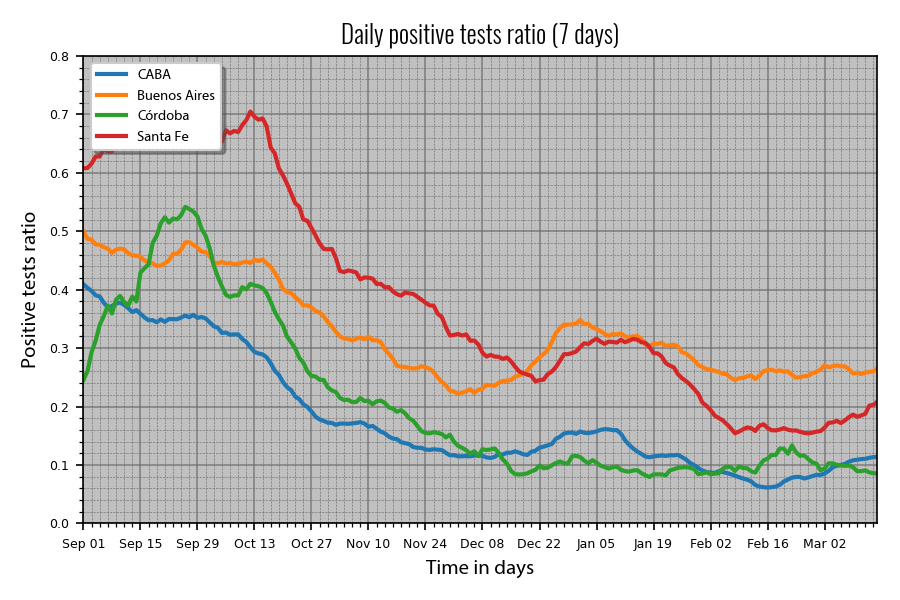 Daily positive tests ratio (7 days)
Positive tests ratio
0.8
0.7
0.6
0.5
0.4
0.3
0.2
0.1
0.0
CABA
Buenos Aires
Córdoba
Santa Fe
Sep 01 Sep 15 Sep 29 Oct 13 Oct 27 Nov 10 Nov 24 Dec 08 Dec 22 Jan 05 Jan 19 Feb 02 Feb 16 Mar 02
Time in days